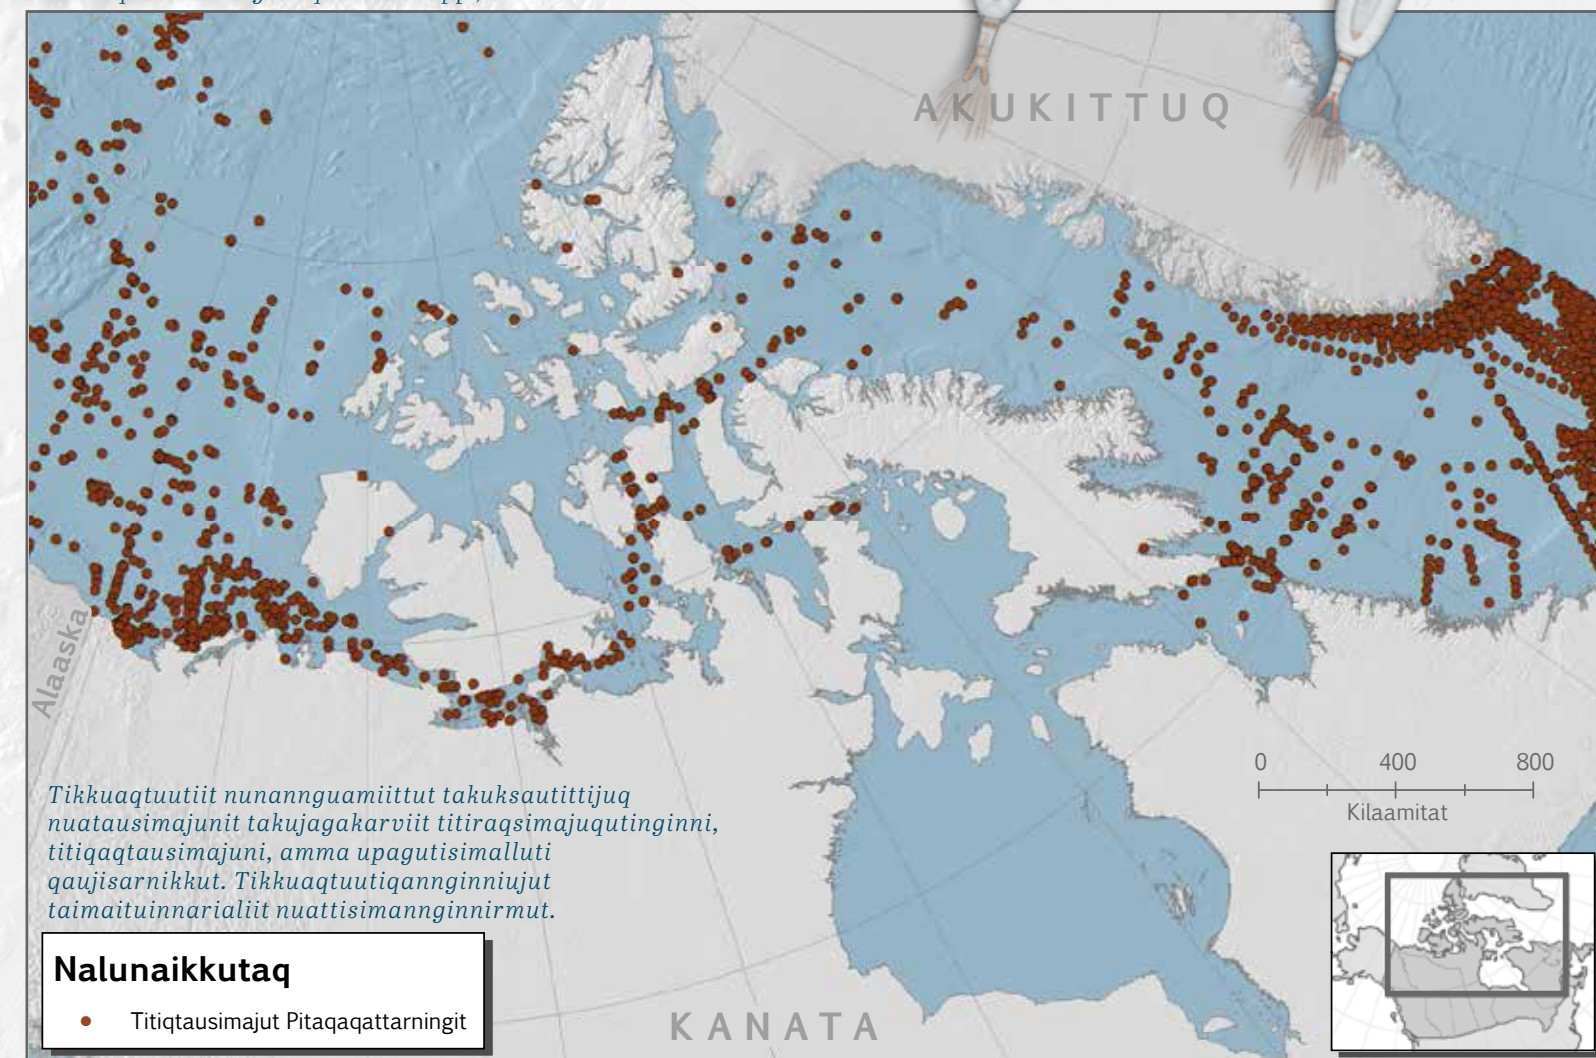 AKUKITTUQ
Alaaska
0 400 800
Kilaamitat
Tikkuaqtuutiit nunannguamiittut takuksautittijuq
nuatausimajunit takujagakarviit titiraqsimajuqutinginni,
titiqaqtausimajuni, amma upagutisimalluti
qaujisarnikkut. Tikkuaqtuutiqannginniujut
taimaituinnarialiit nuattisimannginnirmut.
Nalunaikkutaq
Titiqtausimajut Pitaqaqattarningit
KANATA